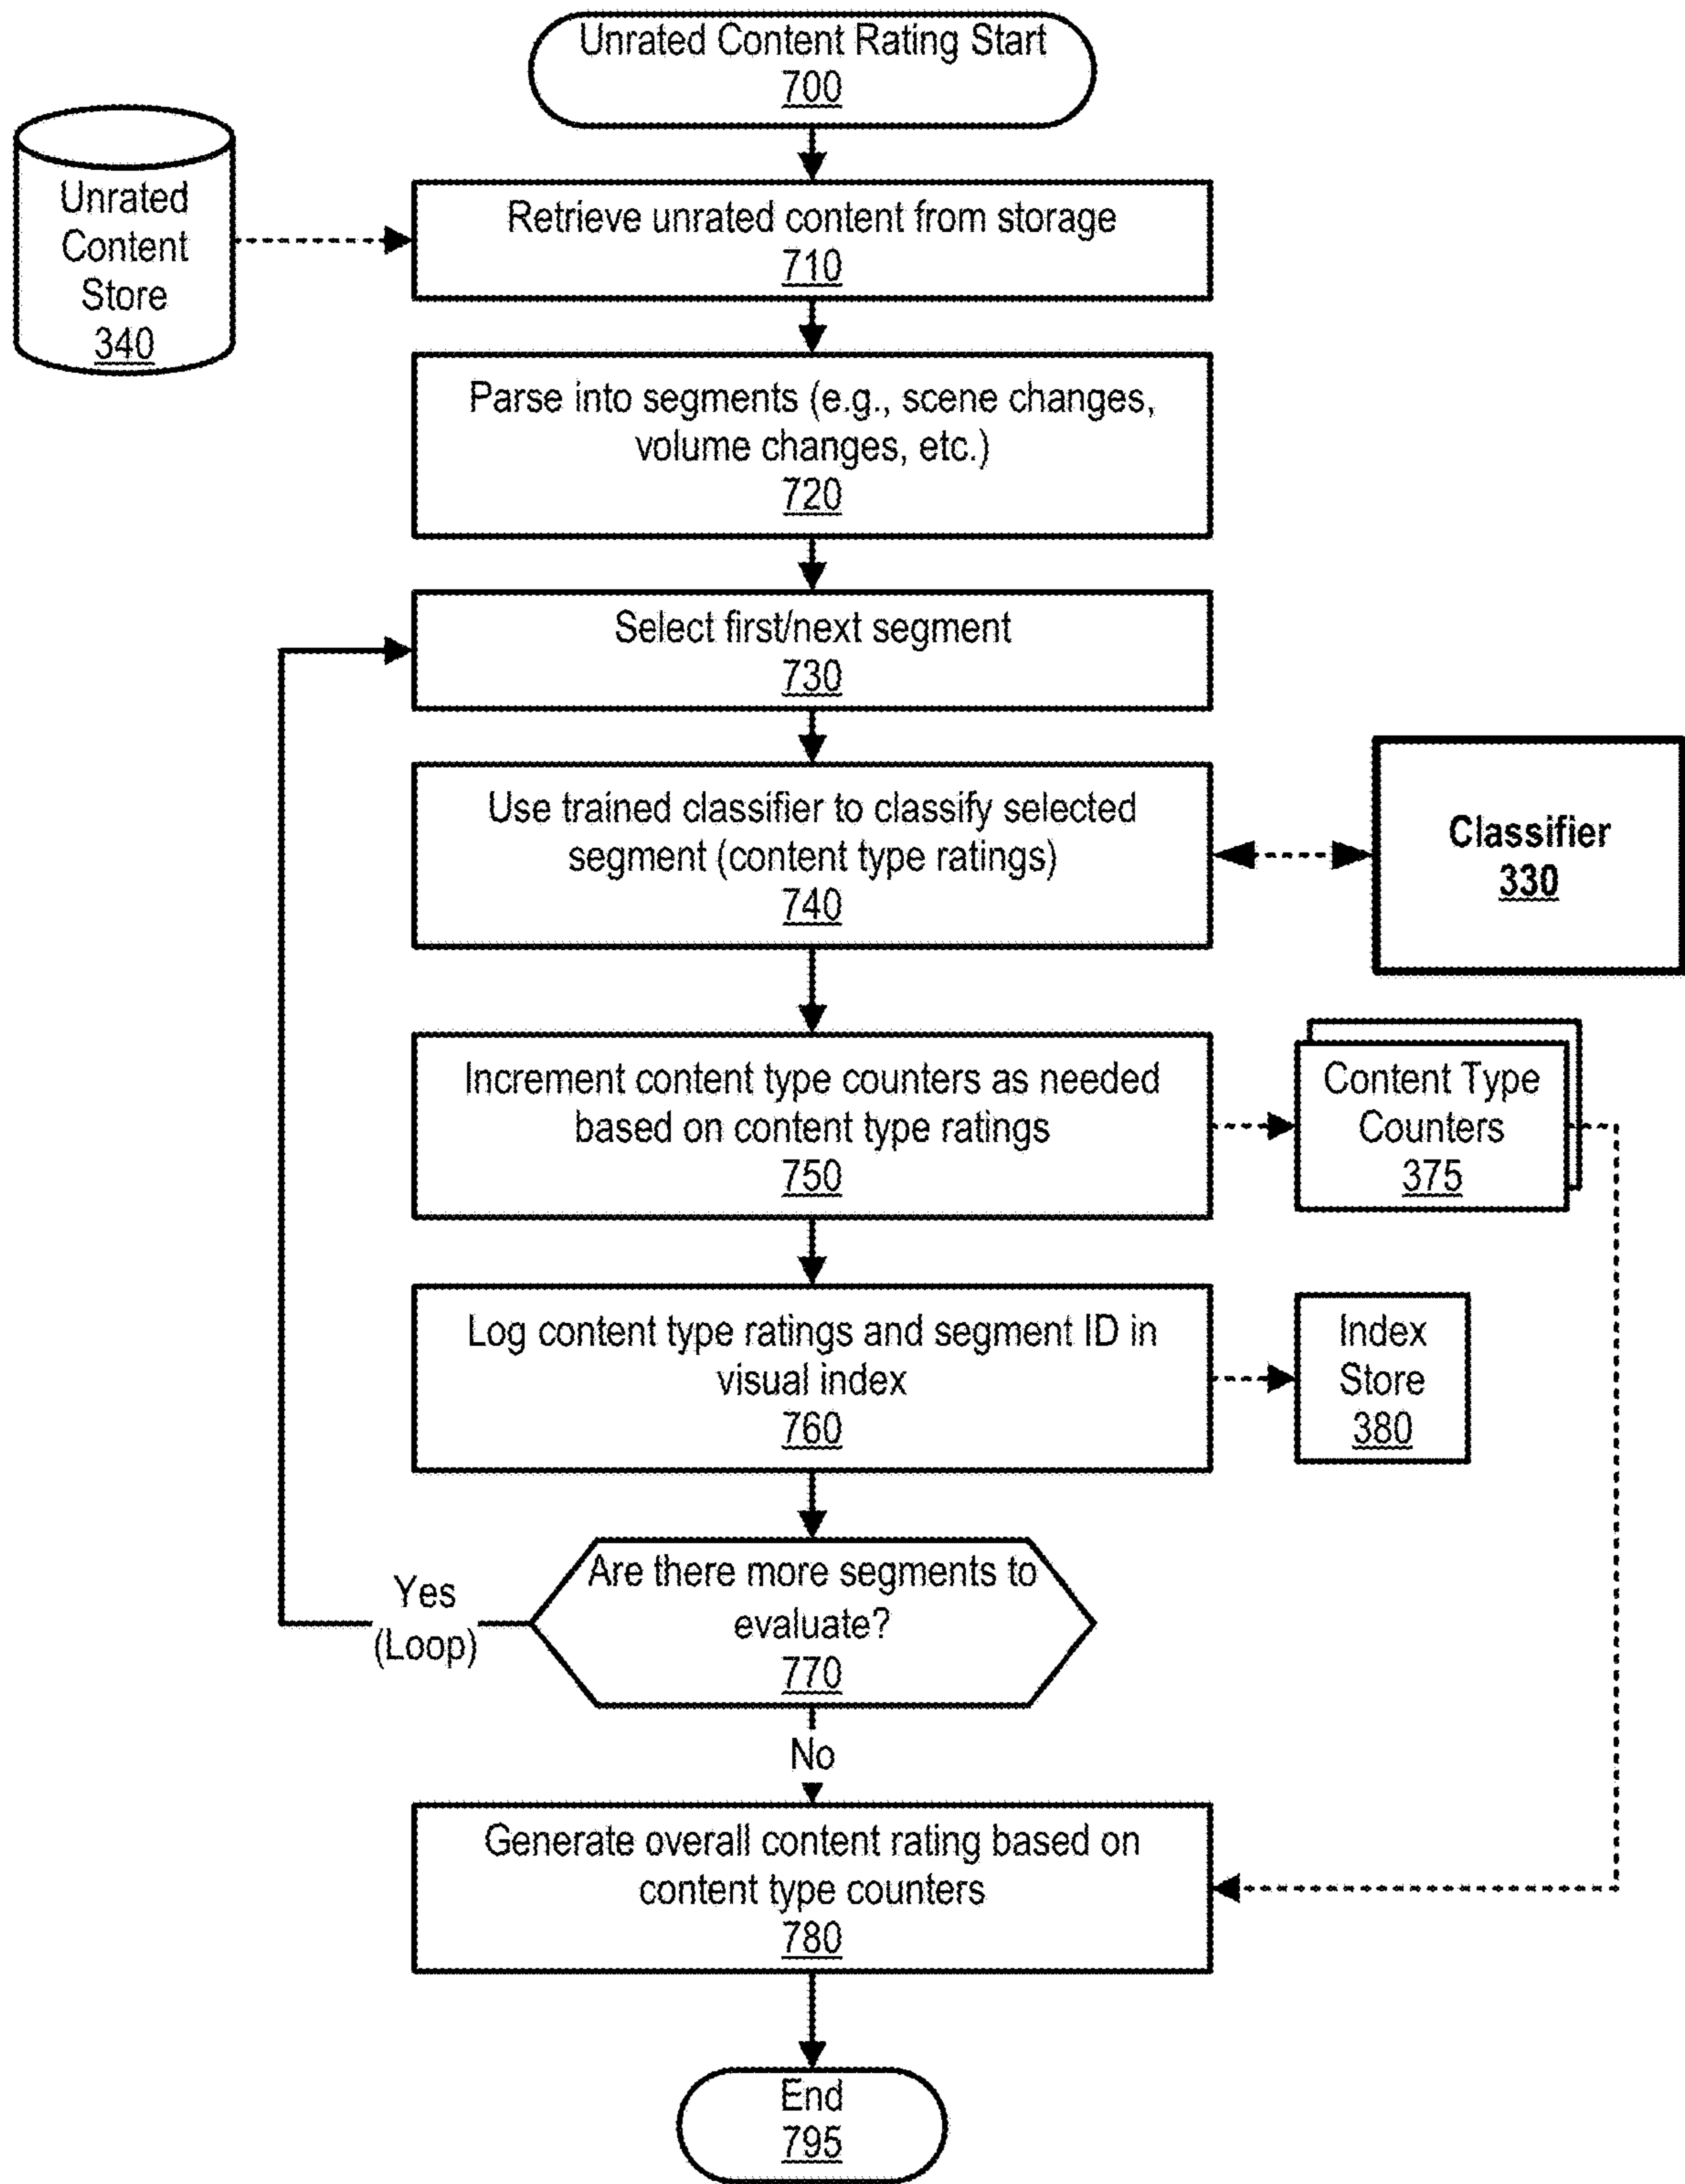 Unrated Content Rating Start
700
Unrated
Content
Store
340
Retrieve unrated content from storage
710
Parse into segments (e.g., scene changes,
volume changes, etc.)
720
Select first/next segment
730
Use trained classifier to classify selected
segment (content type ratings)
740
Classifier
330
Increment content type counters as needed
based on content type ratings
750
Content Type
Counters
375
Log content type ratings and segment ID in
visual index
760
Index
Store
380
Are there more segments to
evaluate?
770
Yes
(Loop)
No
Generate overall content rating based on
content type counters
780
End
795